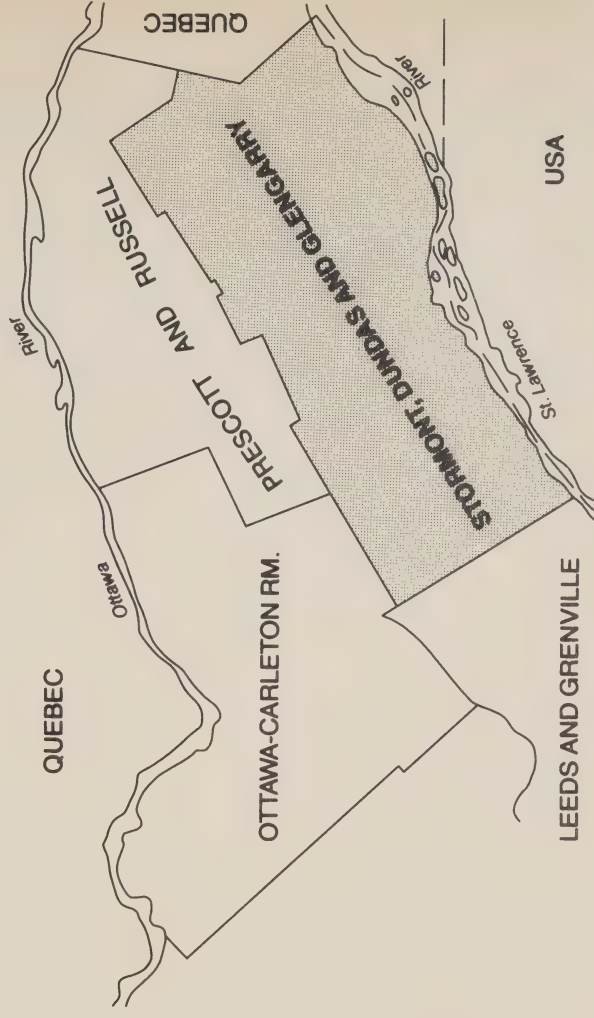 QUEBEC
QUEBEC
River
Ottawa
PRESCOTT AND RUSSELL
OTTAWA-CARLETON RM.
STORMONT, DUNDAS AND GLENGARRY
River
St. Lawrence
USA
LEEDS AND GRENVILLE